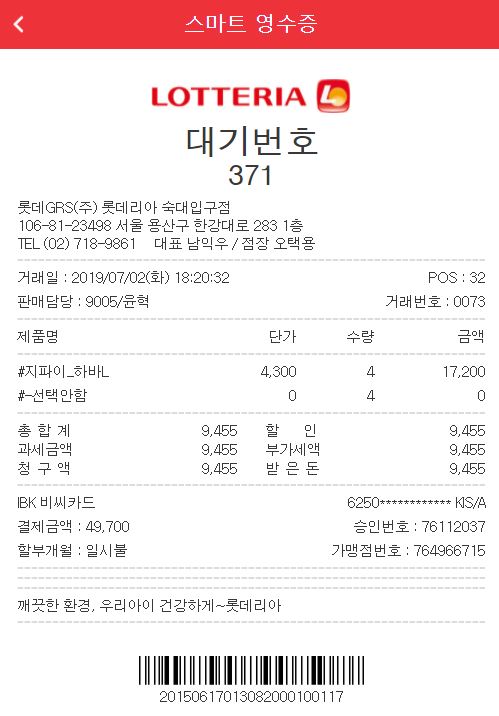 스마트 영수증
LOTTERIA
대기번호
371
롯데GRS(주) 롯데리아 숙대입구점
106-81-23498 서울 용산구 한강대로 283 1층
TEL (02) 718-9861 대표 남익우 / 점장 오택용
거래일 : 2019/07/02(화) 18:20:32 POS : 32
판매담당 : 9005/윤혁 거래번호 : 0073
제품명 단가 수량 금액
#지파이_하바L 4,300 4 17,200
#-선택안함 0 4 0
총 합 계 9,455 할 인 9,455
과세금액 9,455 부가세액 9,455
청 구 액 9,455 받 은 돈 9,455
IBK 비씨카드 6250************ KIS/A
결제금액 : 49,700 승인번호 : 76112037
할부개월 : 일시불 가맹점번호 : 764966715
깨끗한 환경, 우리아이 건강하게~롯데리아
20150617013082000100117